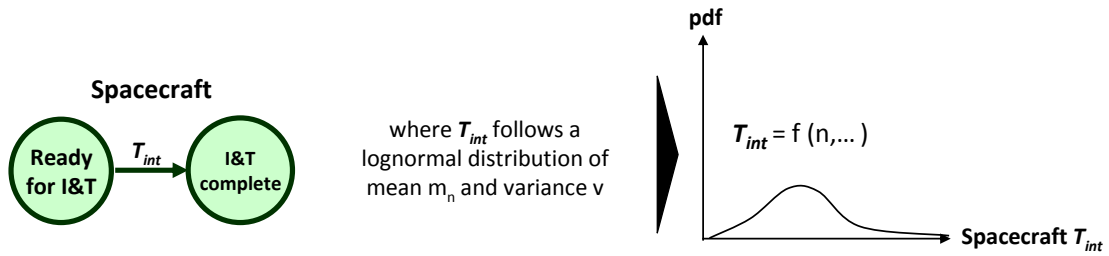 Spacecraft
Ready
for I&T
T_int
I&T
complete
where T_int follows a
lognormal distribution of
mean m_n and variance v
pdf
T_int = f (n,... )
Spacecraft T_int